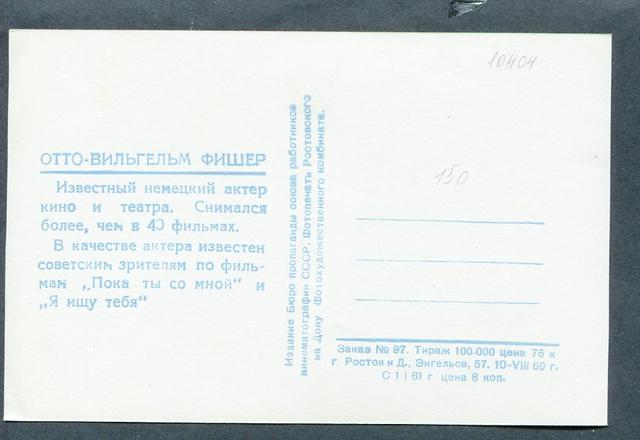 10404
ОТТО-ВИЛЬГЕЛЬМ ФИШЕР
Известный немецкий актер
кино и театра. Снимался
более, чем в 40 фильмах.
В качестве актера известен
советским зрителям по филь-
мам „Пока ты со мной“ и
„Я ищу тебя“
Издание Бюро пропаганды союза работников
кинематографии СССР. Фотопечать Ростовского
на Дону Фотохудожественного комбината.
150
Заказ № 97. Тираж 100-000 цена 75 к
г Ростов н Д., Энгельса, 57. 10-VIII 60 г.
С 1-I 61 г цена 8 коп.